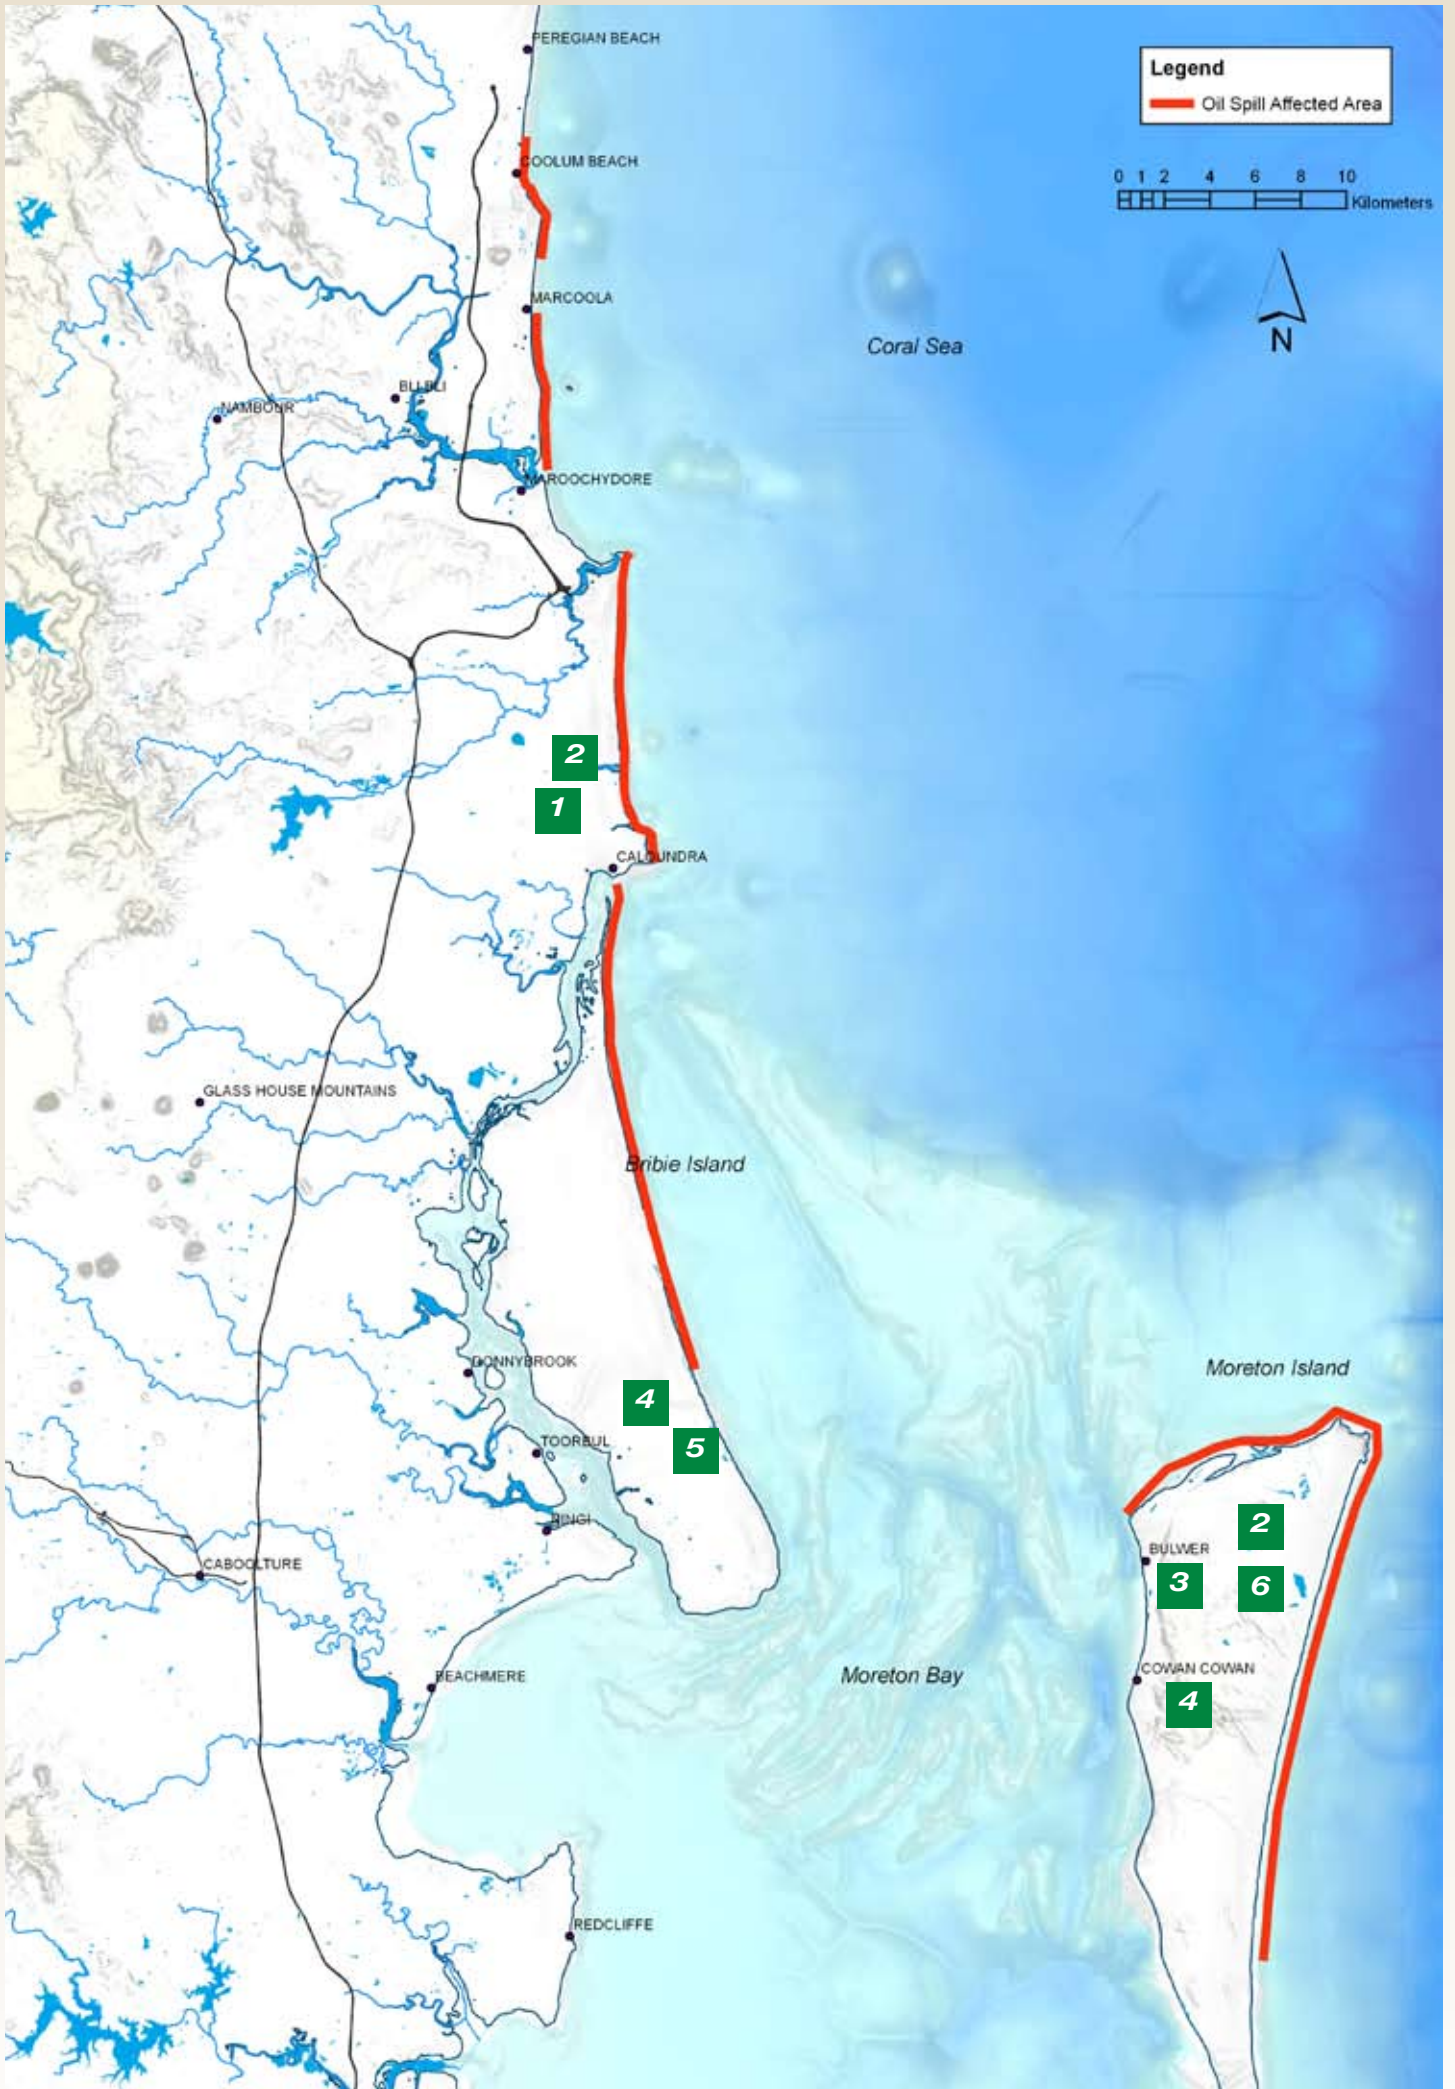 PEREGIAN BEACH
Legend
Oil Spill Affected Area
COOLUM BEACH
0 1 2 4 6 8 10
Kilometers
MARCOOLA
N
Coral Sea
BLI BLI
NAMBOUR
MAROOCHYDORE
2
1
CALOUNDRA
GLASS HOUSE MOUNTAINS
Bribie Island
DONNYBROOK
Moreton Island
4
TOORBUL
5
NINGI
2
BULWER
CABOOLTURE
3
6
COWAN COWAN
BEACHMERE
Moreton Bay
4
REDCLIFFE